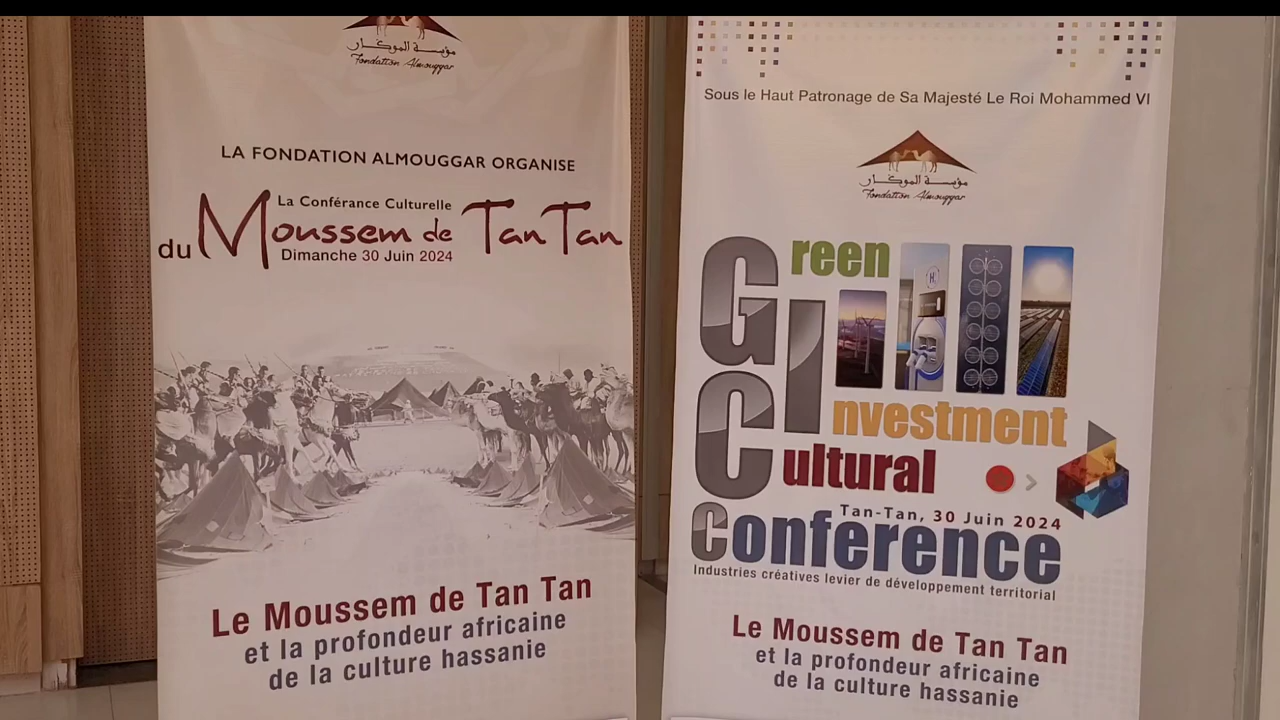 مؤسسة الموڭار
Fondation Almouggar
LA FONDATION ALMOUGGAR ORGANISE
La Conférance Culturelle
du Moussem de Tan Tan
Dimanche 30 Juin 2024
Le Moussem de Tan Tan
et la profondeur africaine
de la culture hassanie
Sous le Haut Patronage de Sa Majesté Le Roi Mohammed VI
مؤسسة الموڭار
Fondation Almouggar
Green
Investment
Cultural
Tan-Tan, 30 Juin 2024
Conference
Industries créatives levier de développement territorial
Le Moussem de Tan Tan
et la profondeur africaine
de la culture hassanie